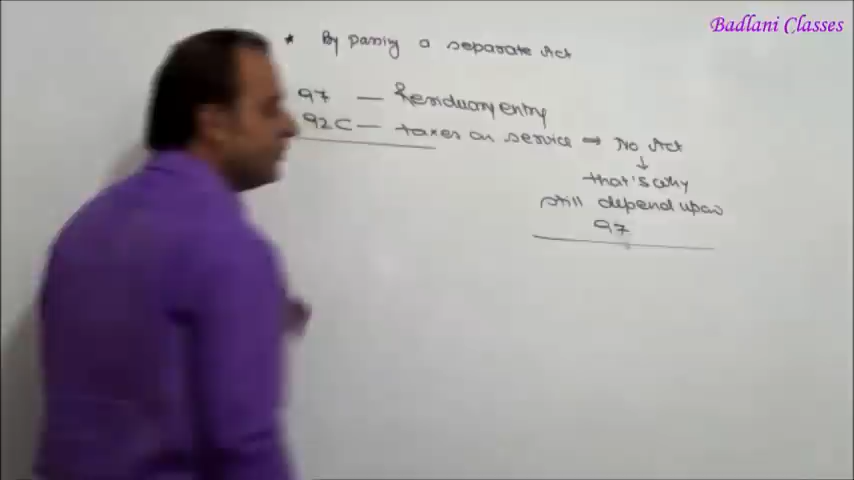 Badlani Classes
* By passing a separate Act
97 — Residuary entry
92C — taxes on service → No Act
↓
that's why
still depend upon
97